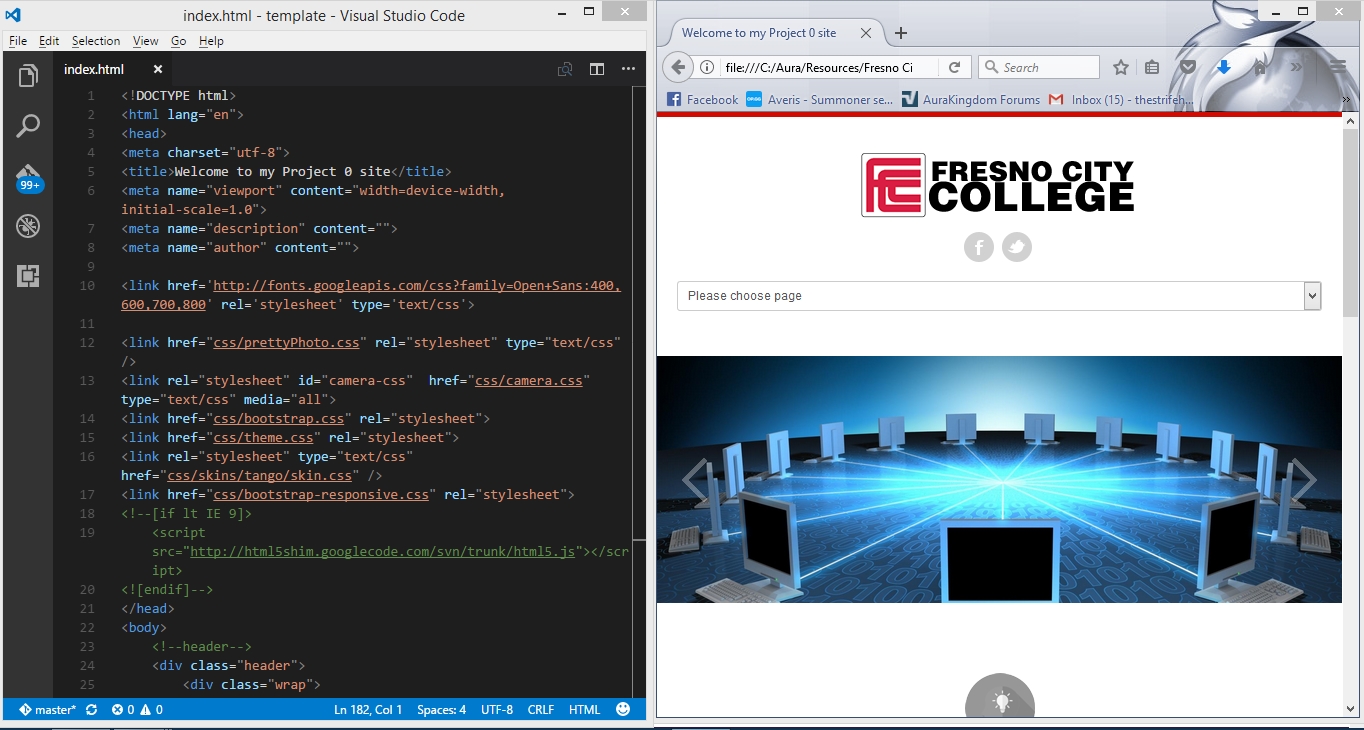 index.html - template - Visual Studio Code
File Edit Selection View Go Help
index.html
99+
1 <!DOCTYPE html>
2 <html lang="en">
3 <head>
4 <meta charset="utf-8">
5 <title>Welcome to my Project 0 site</title>
6 <meta name="viewport" content="width=device-width,
initial-scale=1.0">
7 <meta name="description" content="">
8 <meta name="author" content="">
9
10 <link href='http://fonts.googleapis.com/css?family=Open+Sans:400,
600,700,800' rel='stylesheet' type='text/css'>
11
12 <link href="css/prettyPhoto.css" rel="stylesheet" type="text/css"
/>
13 <link rel="stylesheet" id="camera-css"  href="css/camera.css"
type="text/css" media="all">
14 <link href="css/bootstrap.css" rel="stylesheet">
15 <link href="css/theme.css" rel="stylesheet">
16 <link rel="stylesheet" type="text/css"
href="css/skins/tango/skin.css" />
17 <link href="css/bootstrap-responsive.css" rel="stylesheet">
18 <!--[if lt IE 9]>
19 <script
src="http://html5shim.googlecode.com/svn/trunk/html5.js"></scr
ipt>
20 <![endif]-->
21 </head>
22 <body>
23 <!--header-->
24 <div class="header">
25 <div class="wrap">
master* 0 0 Ln 182, Col 1 Spaces: 4 UTF-8 CRLF HTML
Welcome to my Project 0 site
file:///C:/Aura/Resources/Fresno Ci
Search
Facebook Averis - Summoner se... AuraKingdom Forums Inbox (15) - thestrifeh...
FRESNO CITY
COLLEGE
Please choose page